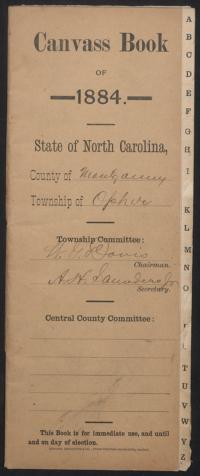 Canvass Book
OF
1884.
State of North Carolina,
County of Montgomery
Township of Ophir
Township Committee:
Davis
Chairman.
A. H. Saunders Jr
Secretary.
Central County Committee:
This Book is for immediate use, and until
and on day of election.
A
B
C
D
E
F
G
H
I
K
L
M
N
O
T
U
V
W
Y
Z